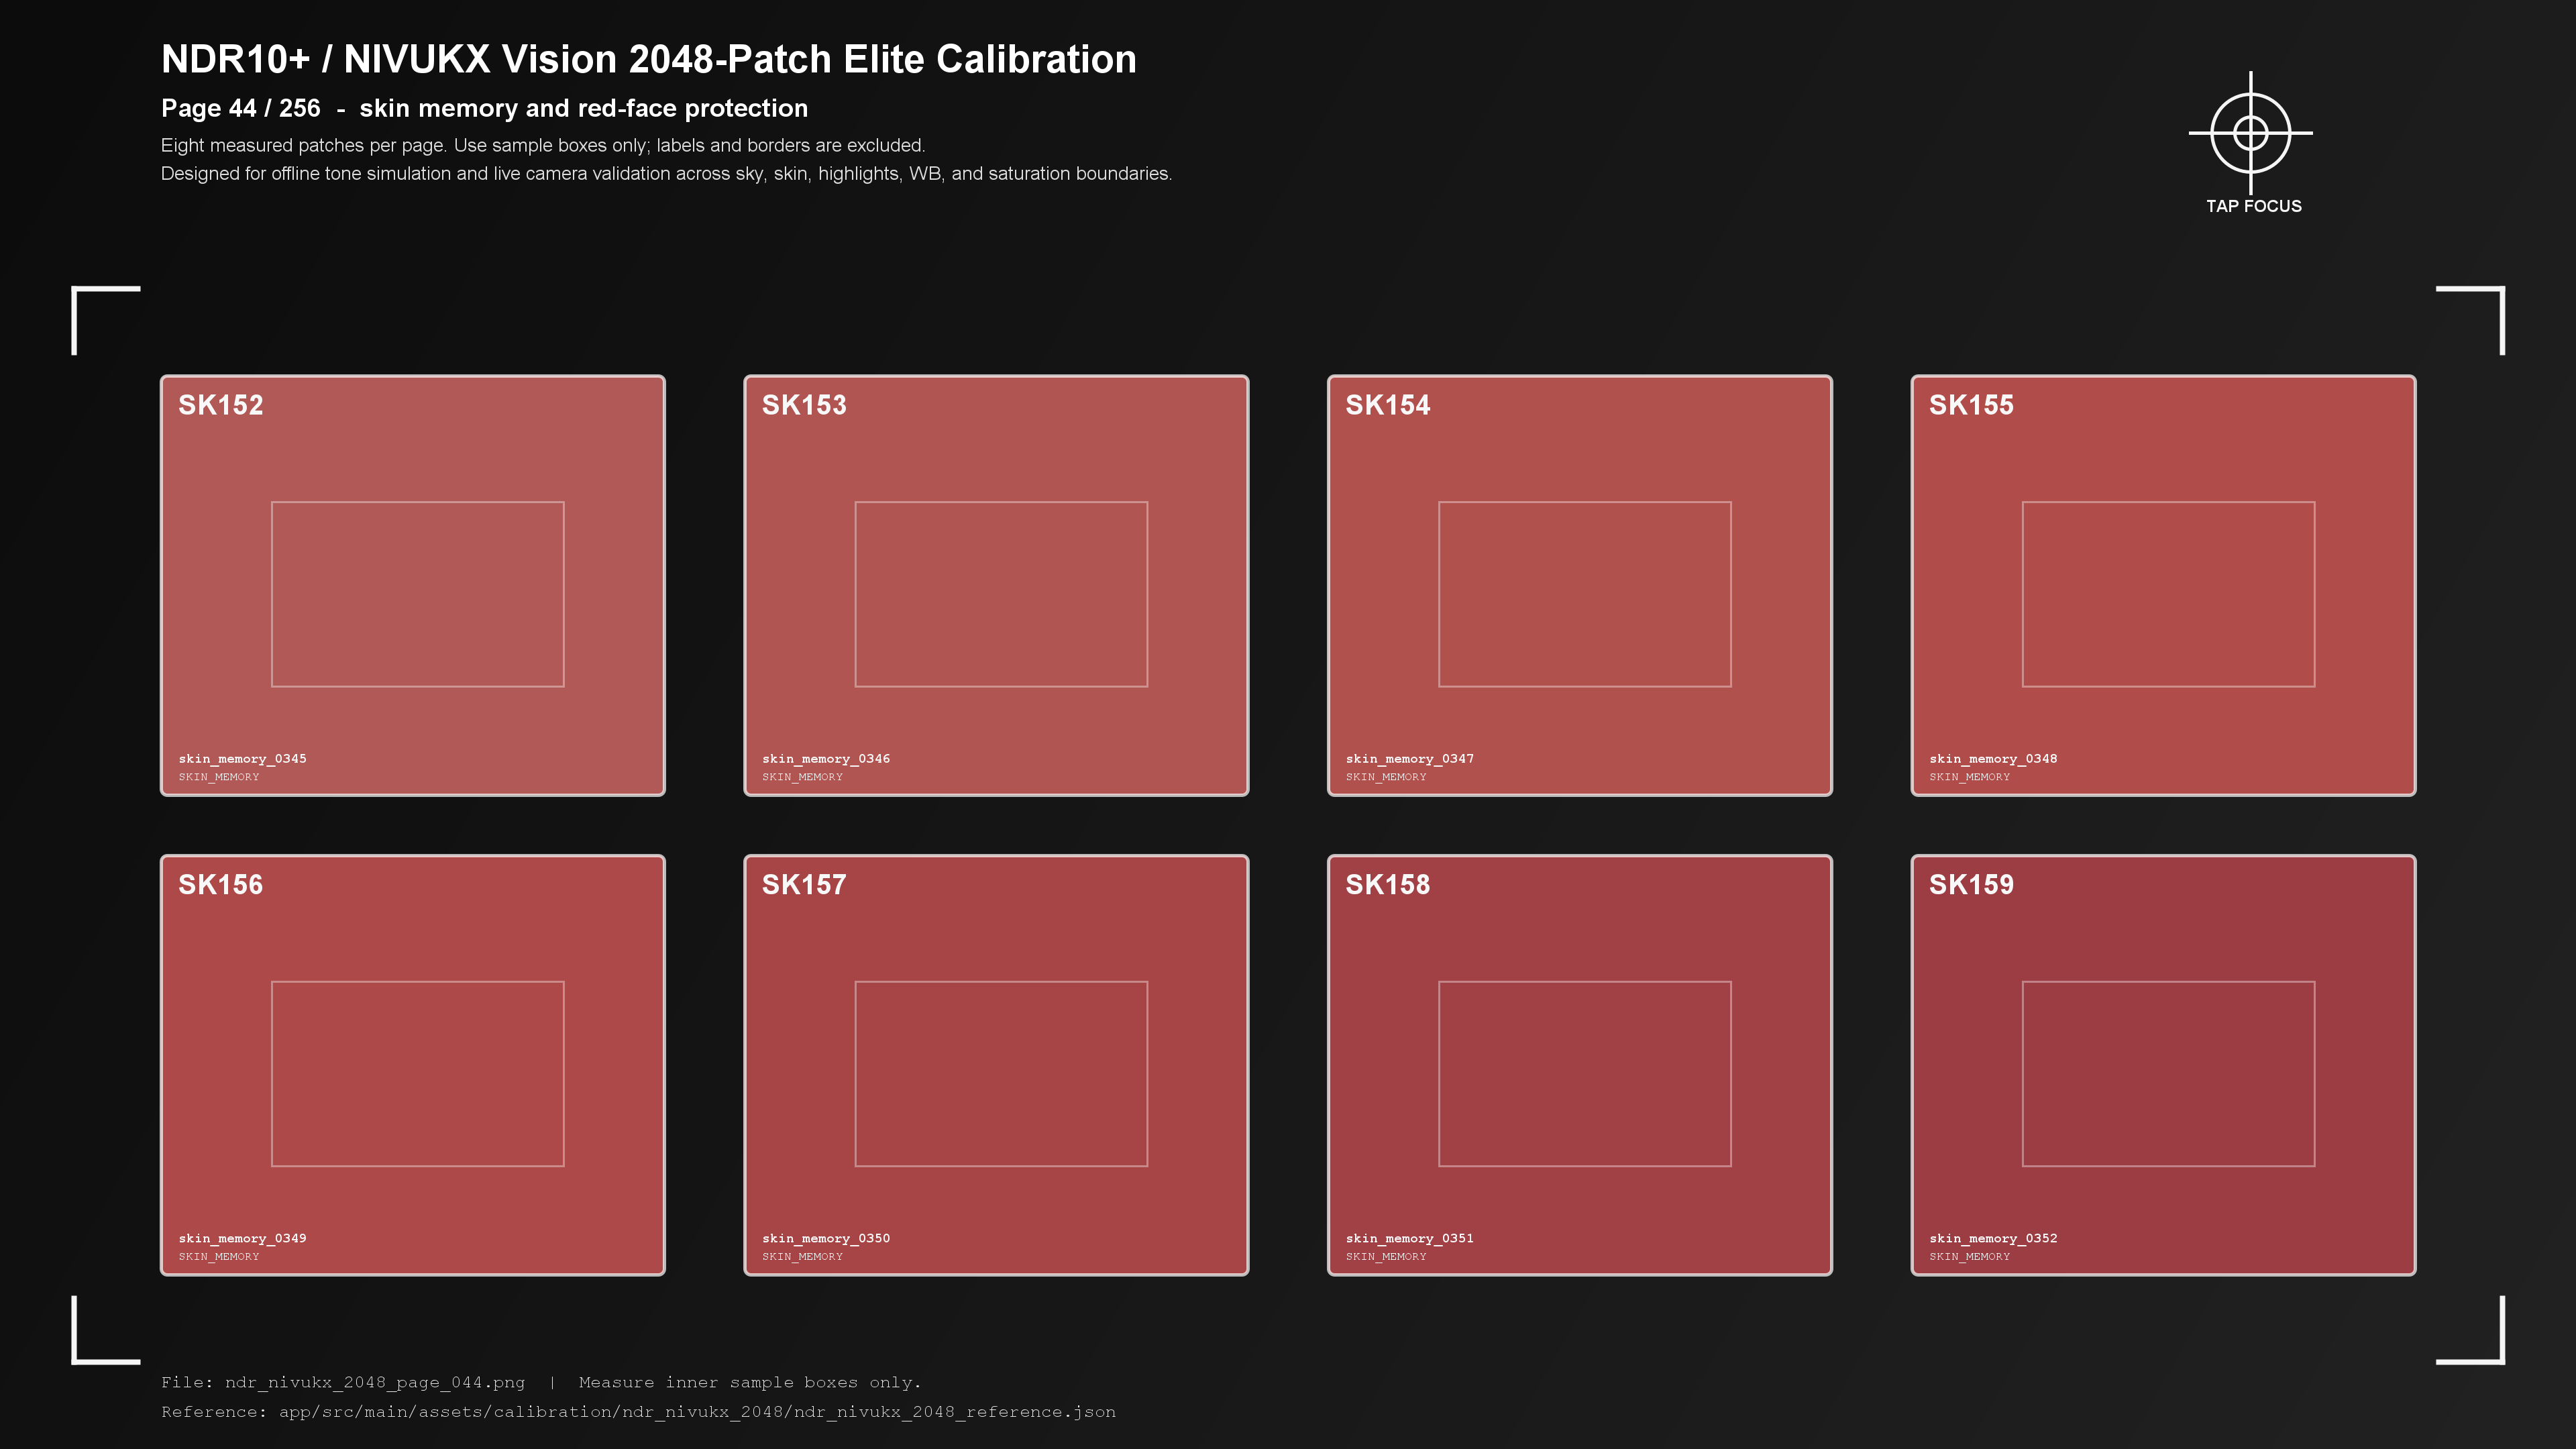 NDR10+ / NIVUKX Vision 2048-Patch Elite Calibration
Page 44 / 256 - skin memory and red-face protection
Eight measured patches per page. Use sample boxes only; labels and borders are excluded.
Designed for offline tone simulation and live camera validation across sky, skin, highlights, WB, and saturation boundaries.
TAP FOCUS
SK152
skin_memory_0345
SKIN_MEMORY
SK153
skin_memory_0346
SKIN_MEMORY
SK154
skin_memory_0347
SKIN_MEMORY
SK155
skin_memory_0348
SKIN_MEMORY
SK156
skin_memory_0349
SKIN_MEMORY
SK157
skin_memory_0350
SKIN_MEMORY
SK158
skin_memory_0351
SKIN_MEMORY
SK159
skin_memory_0352
SKIN_MEMORY
File: ndr_nivukx_2048_page_044.png | Measure inner sample boxes only.
Reference: app/src/main/assets/calibration/ndr_nivukx_2048/ndr_nivukx_2048_reference.json